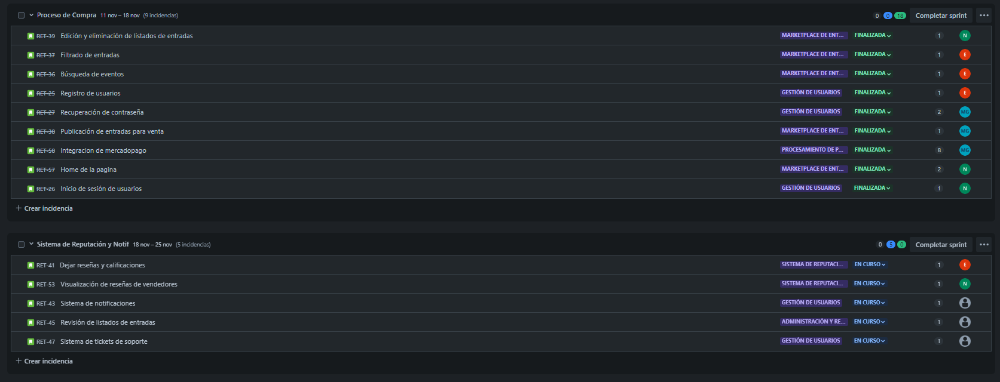 Proceso de Compra 11 nov – 18 nov (9 incidencias) 0 0 18 Completar sprint
RET-39 Edición y eliminación de listados de entradas MARKETPLACE DE ENT... FINALIZADA 1 N
RET-37 Filtrado de entradas MARKETPLACE DE ENT... FINALIZADA 1 E
RET-36 Búsqueda de eventos MARKETPLACE DE ENT... FINALIZADA 1 E
RET-25 Registro de usuarios GESTIÓN DE USUARIOS FINALIZADA 1 E
RET-27 Recuperación de contraseña GESTIÓN DE USUARIOS FINALIZADA 2 MG
RET-38 Publicación de entradas para venta MARKETPLACE DE ENT... FINALIZADA 1 MG
RET-58 Integracion de mercadopago PROCESAMIENTO DE P... FINALIZADA 8 MG
RET-57 Home de la pagina MARKETPLACE DE ENT... FINALIZADA 2 N
RET-26 Inicio de sesión de usuarios GESTIÓN DE USUARIOS FINALIZADA 1 N
+ Crear incidencia
Sistema de Reputación y Notif 18 nov – 25 nov (5 incidencias) 0 5 0 Completar sprint
RET-41 Dejar reseñas y calificaciones SISTEMA DE REPUTACI... EN CURSO 1 E
RET-53 Visualización de reseñas de vendedores SISTEMA DE REPUTACI... EN CURSO 1 N
RET-43 Sistema de notificaciones GESTIÓN DE USUARIOS EN CURSO 1
RET-45 Revisión de listados de entradas ADMINISTRACIÓN Y RE... EN CURSO 1
RET-47 Sistema de tickets de soporte GESTIÓN DE USUARIOS EN CURSO 1
+ Crear incidencia